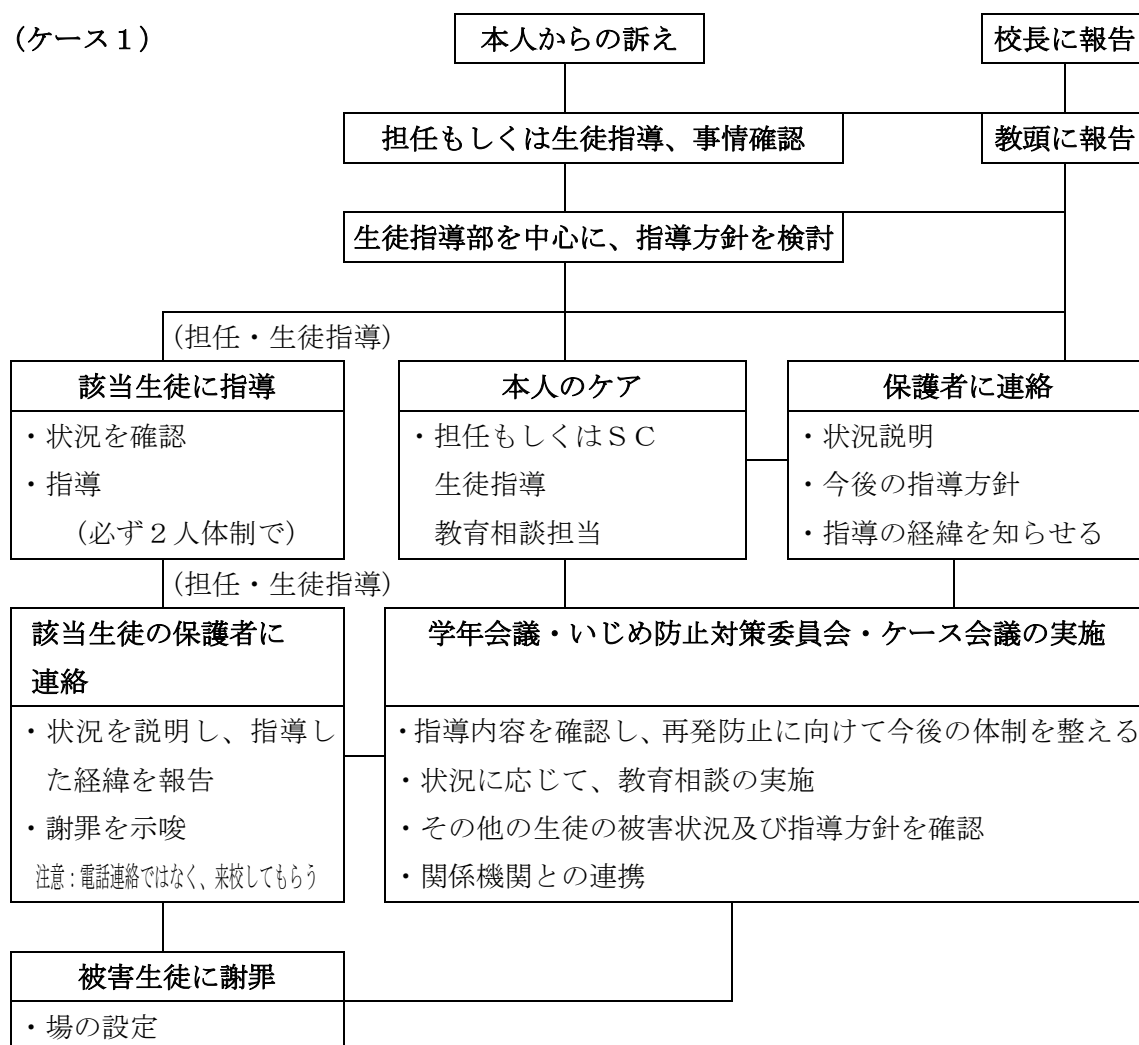 (ケース1)
本人からの訴え
校長に報告
担任もしくは生徒指導、事情確認
教頭に報告
生徒指導部を中心に、指導方針を検討
(担任・生徒指導)
該当生徒に指導
・状況を確認
・指導
(必ず2人体制で)
本人のケア
・担任もしくはSC
生徒指導
教育相談担当
保護者に連絡
・状況説明
・今後の指導方針
・指導の経緯を知らせる
(担任・生徒指導)
該当生徒の保護者に
連絡
・状況を説明し、指導し
た経緯を報告
・謝罪を示唆
注意:電話連絡ではなく、来校してもらう
学年会議・いじめ防止対策委員会・ケース会議の実施
・指導内容を確認し、再発防止に向けて今後の体制を整える
・状況に応じて、教育相談の実施
・その他の生徒の被害状況及び指導方針を確認
・関係機関との連携
被害生徒に謝罪
・場の設定